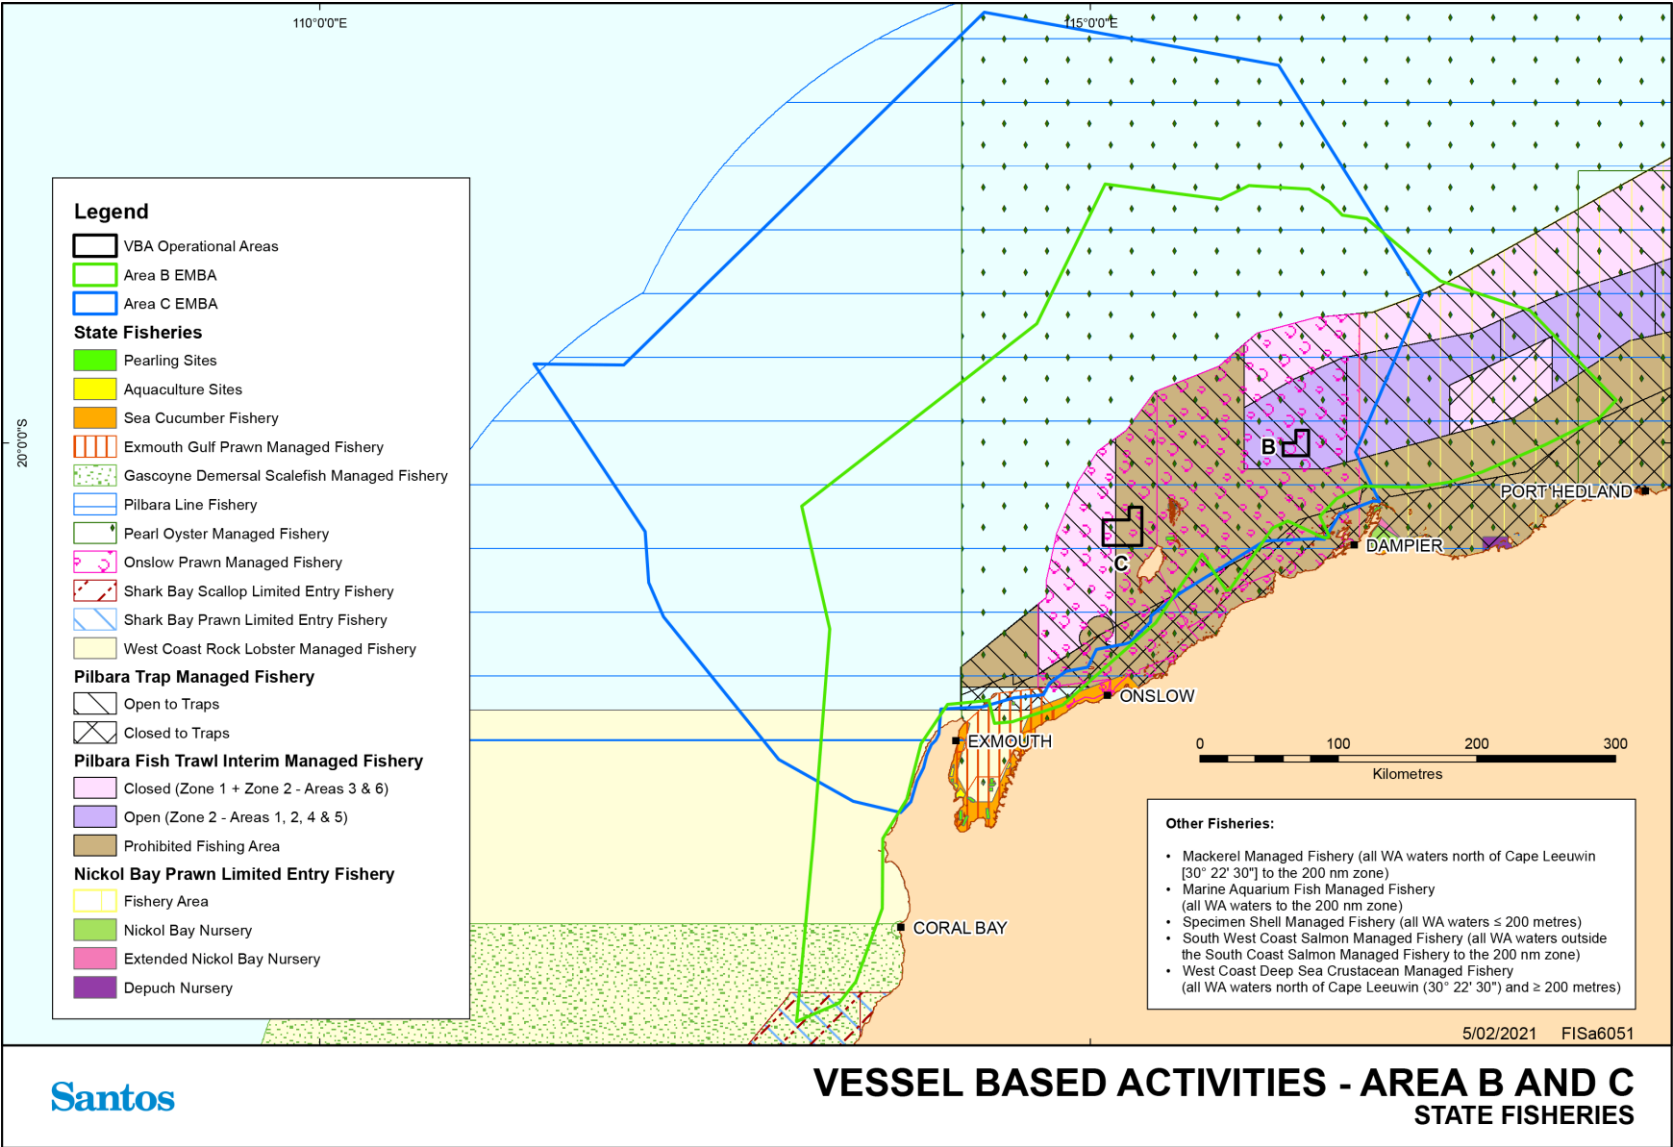 110°0'0"E
115°0'0"E
20°0'0"S
Legend
VBA Operational Areas
Area B EMBA
Area C EMBA
State Fisheries
Pearling Sites
Aquaculture Sites
Sea Cucumber Fishery
Exmouth Gulf Prawn Managed Fishery
Gascoyne Demersal Scalefish Managed Fishery
Pilbara Line Fishery
Pearl Oyster Managed Fishery
Onslow Prawn Managed Fishery
Shark Bay Scallop Limited Entry Fishery
Shark Bay Prawn Limited Entry Fishery
West Coast Rock Lobster Managed Fishery
Pilbara Trap Managed Fishery
Open to Traps
Closed to Traps
Pilbara Fish Trawl Interim Managed Fishery
Closed (Zone 1 + Zone 2 - Areas 3 & 6)
Open (Zone 2 - Areas 1, 2, 4 & 5)
Prohibited Fishing Area
Nickol Bay Prawn Limited Entry Fishery
Fishery Area
Nickol Bay Nursery
Extended Nickol Bay Nursery
Depuch Nursery
B
C
PORT HEDLAND
DAMPIER
ONSLOW
EXMOUTH
CORAL BAY
0 100 200 300
Kilometres
Other Fisheries:
• Mackerel Managed Fishery (all WA waters north of Cape Leeuwin
[30° 22' 30"] to the 200 nm zone)
• Marine Aquarium Fish Managed Fishery
(all WA waters to the 200 nm zone)
• Specimen Shell Managed Fishery (all WA waters ≤ 200 metres)
• South West Coast Salmon Managed Fishery (all WA waters outside
the South Coast Salmon Managed Fishery to the 200 nm zone)
• West Coast Deep Sea Crustacean Managed Fishery
(all WA waters north of Cape Leeuwin (30° 22' 30") and ≥ 200 metres)
5/02/2021 FISa6051
Santos
VESSEL BASED ACTIVITIES - AREA B AND C
STATE FISHERIES